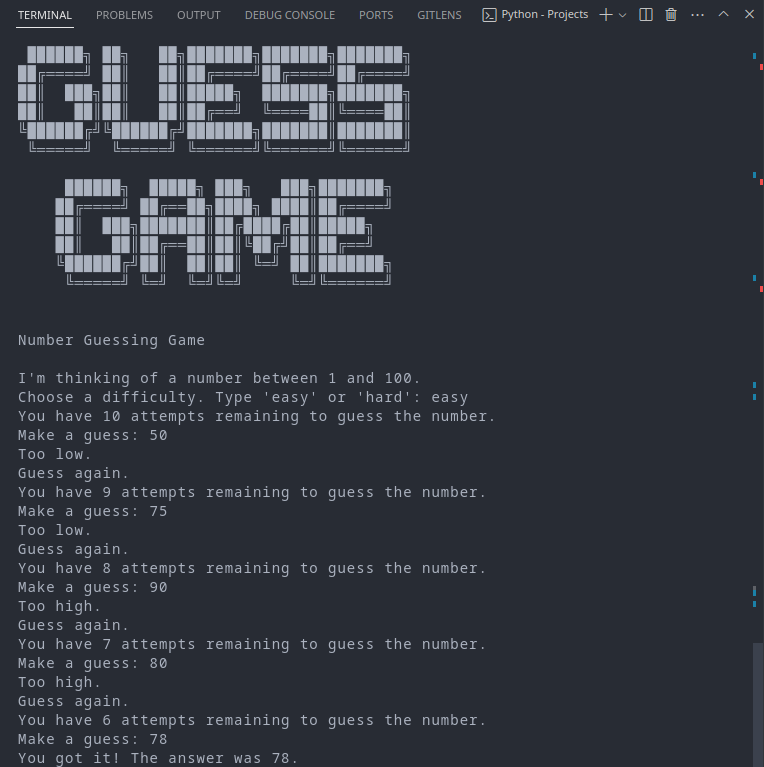 TERMINAL PROBLEMS OUTPUT DEBUG CONSOLE PORTS GITLENS Python - Projects
GUESS
GAME
Number Guessing Game
I'm thinking of a number between 1 and 100.
Choose a difficulty. Type 'easy' or 'hard': easy
You have 10 attempts remaining to guess the number.
Make a guess: 50
Too low.
Guess again.
You have 9 attempts remaining to guess the number.
Make a guess: 75
Too low.
Guess again.
You have 8 attempts remaining to guess the number.
Make a guess: 90
Too high.
Guess again.
You have 7 attempts remaining to guess the number.
Make a guess: 80
Too high.
Guess again.
You have 6 attempts remaining to guess the number.
Make a guess: 78
You got it! The answer was 78.